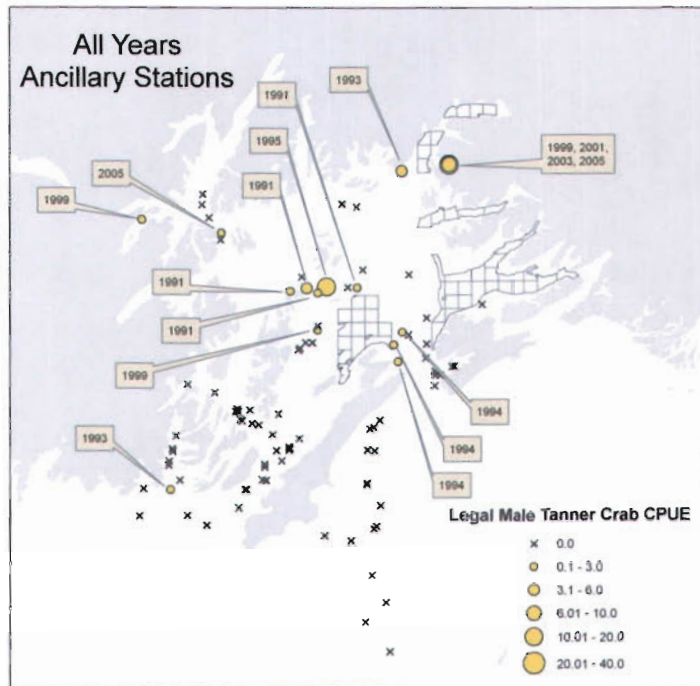 All Years
Ancillary Stations
1991
1993
1995
1999, 2001,
2003, 2005
2005
1991
1999
1991
1991
1999
1994
1993
1994
1994
Legal Male Tanner Crab CPUE
0.0
0.1 - 3.0
3.1 - 6.0
6.01 - 10.0
10.01 - 20.0
20.01 - 40.0